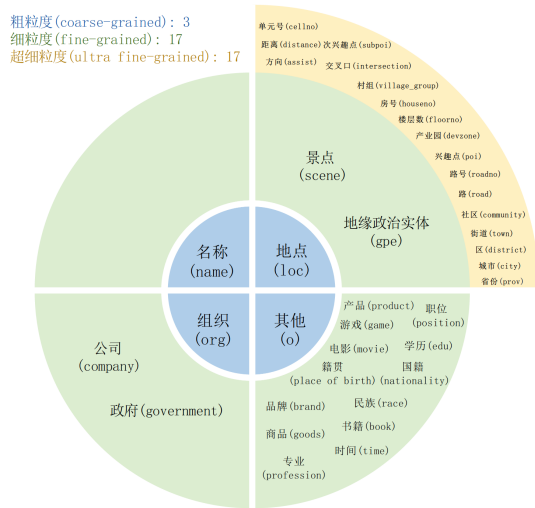 粗粒度(coarse-grained): 3
细粒度(fine-grained): 17
超细粒度(ultra fine-grained): 17
单元号(cellno)
距离(distance) 次兴趣点(subpoi)
方向(assist)
交叉口(intersection)
村组(village_group)
房号(houseno)
楼层数(floorno)
产业园(devzone)
兴趣点(poi)
路号(roadno)
路(road)
社区(community)
街道(town)
区(district)
城市(city)
省份(prov)
景点
(scene)
地缘政治实体
(gpe)
名称
(name)
地点
(loc)
组织
(org)
其他
(o)
公司
(company)
政府(government)
产品(product)
职位
(position)
游戏(game)
电影(movie)
学历(edu)
籍贯
(place of birth)
国籍
(nationality)
品牌(brand)
民族(race)
商品(goods)
书籍(book)
时间(time)
专业
(profession)